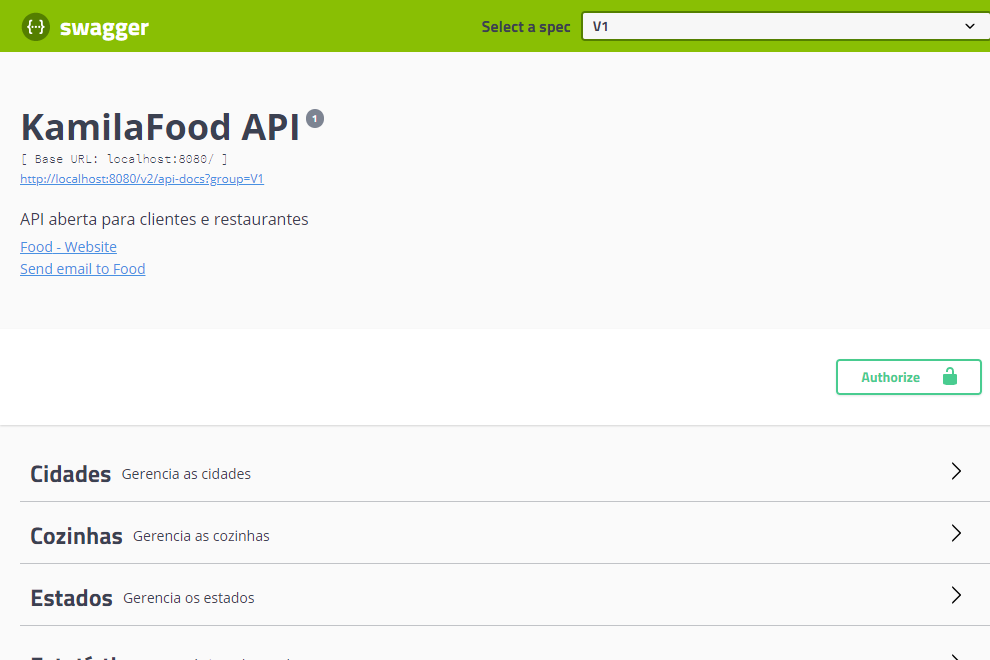 {···} swagger
Select a spec V1
KamilaFood API 1
[ Base URL: localhost:8080/ ]
http://localhost:8080/v2/api-docs?group=V1
API aberta para clientes e restaurantes
Food - Website
Send email to Food
Authorize
Cidades Gerencia as cidades
Cozinhas Gerencia as cozinhas
Estados Gerencia os estados